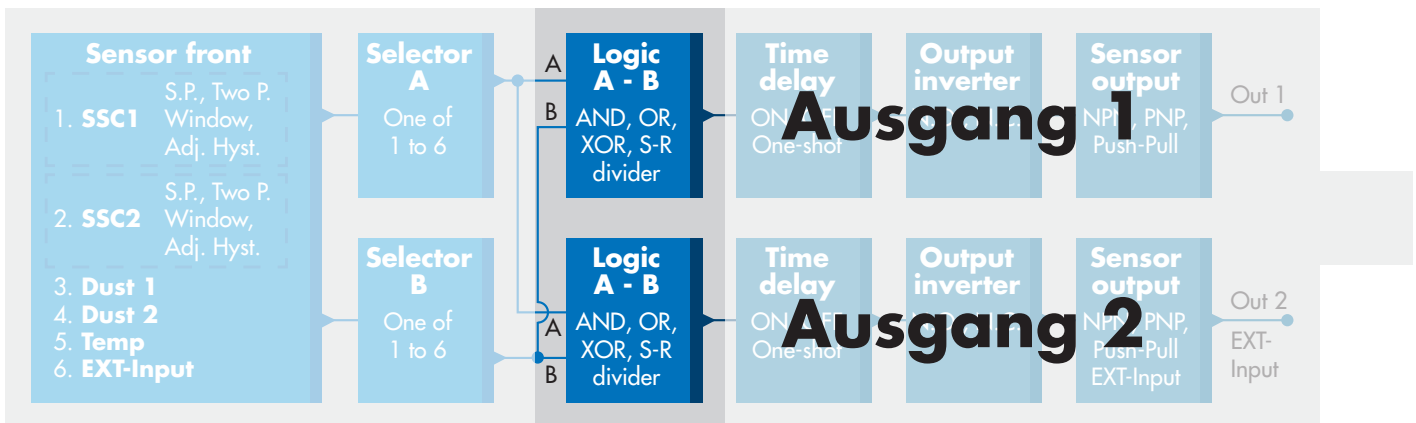 Sensor front
1. SSC1
S.P., Two P.
Window,
Adj. Hyst.
2. SSC2
S.P., Two P.
Window,
Adj. Hyst.
3. Dust 1
4. Dust 2
5. Temp
6. EXT-Input
Selector
A
One of
1 to 6
Selector
B
One of
1 to 6
A
B
Logic
A - B
AND, OR,
XOR, S-R
divider
Time
delay
One-shot
Output
inverter
Sensor
output
NPN, PNP,
Push-Pull
Ausgang 1
Out 1
A
B
Logic
A - B
AND, OR,
XOR, S-R
divider
Time
delay
One-shot
Output
inverter
Sensor
output
NPN, PNP,
Push-Pull
EXT-Input
Ausgang 2
Out 2
EXT-
Input